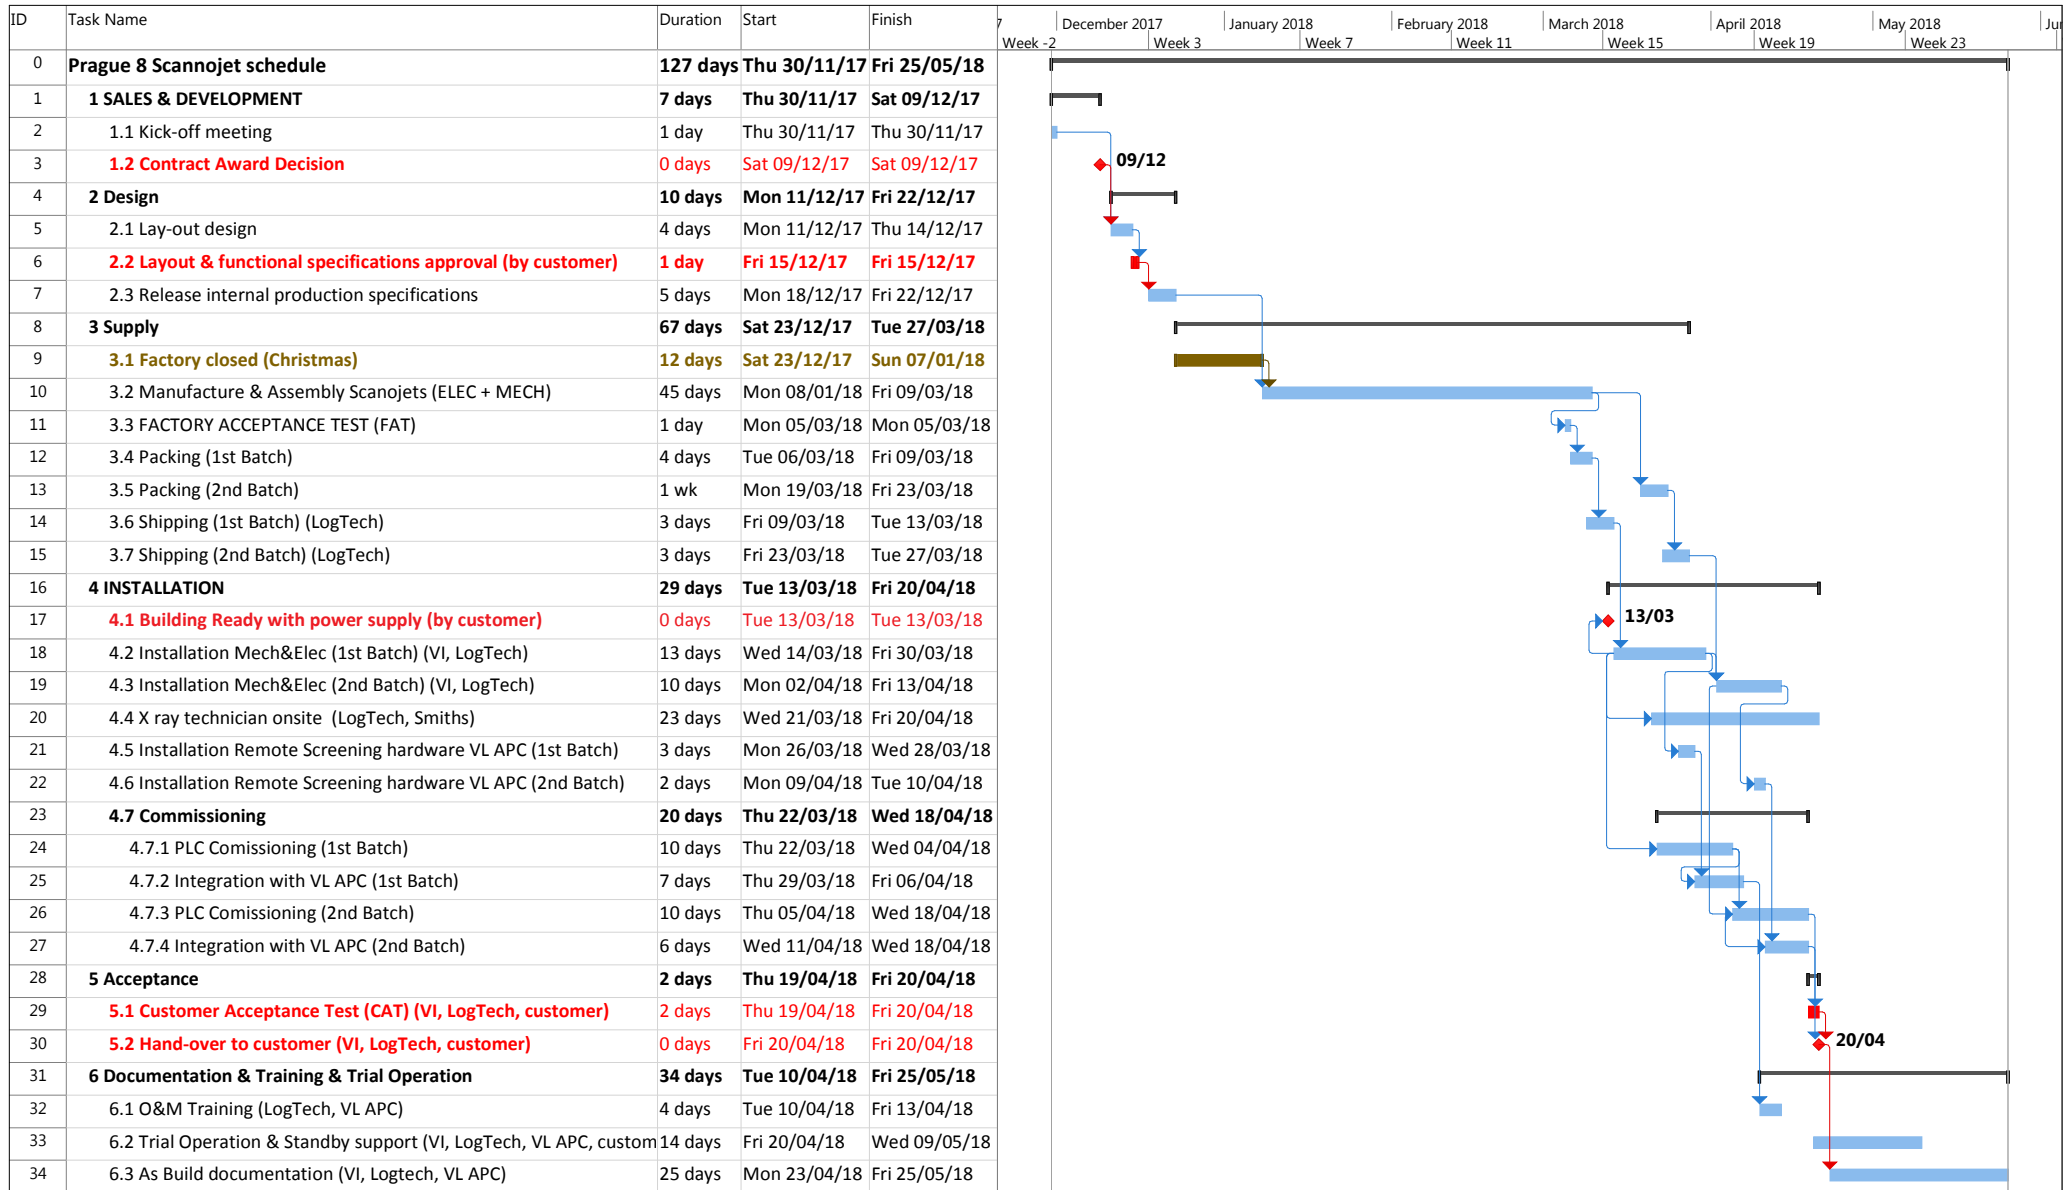 ID Task Name Duration Start Finish 7 December 2017 January 2018 February 2018 March 2018 April 2018 May 2018 Jun
Week -2 Week 3 Week 7 Week 11 Week 15 Week 19 Week 23
0 Prague 8 Scannojet schedule 127 days Thu 30/11/17 Fri 25/05/18
1 1 SALES & DEVELOPMENT 7 days Thu 30/11/17 Sat 09/12/17
2 1.1 Kick-off meeting 1 day Thu 30/11/17 Thu 30/11/17
3 1.2 Contract Award Decision 0 days Sat 09/12/17 Sat 09/12/17 09/12
4 2 Design 10 days Mon 11/12/17 Fri 22/12/17
5 2.1 Lay-out design 4 days Mon 11/12/17 Thu 14/12/17
6 2.2 Layout & functional specifications approval (by customer) 1 day Fri 15/12/17 Fri 15/12/17
7 2.3 Release internal production specifications 5 days Mon 18/12/17 Fri 22/12/17
8 3 Supply 67 days Sat 23/12/17 Tue 27/03/18
9 3.1 Factory closed (Christmas) 12 days Sat 23/12/17 Sun 07/01/18
10 3.2 Manufacture & Assembly Scanojets (ELEC + MECH) 45 days Mon 08/01/18 Fri 09/03/18
11 3.3 FACTORY ACCEPTANCE TEST (FAT) 1 day Mon 05/03/18 Mon 05/03/18
12 3.4 Packing (1st Batch) 4 days Tue 06/03/18 Fri 09/03/18
13 3.5 Packing (2nd Batch) 1 wk Mon 19/03/18 Fri 23/03/18
14 3.6 Shipping (1st Batch) (LogTech) 3 days Fri 09/03/18 Tue 13/03/18
15 3.7 Shipping (2nd Batch) (LogTech) 3 days Fri 23/03/18 Tue 27/03/18
16 4 INSTALLATION 29 days Tue 13/03/18 Fri 20/04/18
17 4.1 Building Ready with power supply (by customer) 0 days Tue 13/03/18 Tue 13/03/18 13/03
18 4.2 Installation Mech&Elec (1st Batch) (VI, LogTech) 13 days Wed 14/03/18 Fri 30/03/18
19 4.3 Installation Mech&Elec (2nd Batch) (VI, LogTech) 10 days Mon 02/04/18 Fri 13/04/18
20 4.4 X ray technician onsite (LogTech, Smiths) 23 days Wed 21/03/18 Fri 20/04/18
21 4.5 Installation Remote Screening hardware VL APC (1st Batch) 3 days Mon 26/03/18 Wed 28/03/18
22 4.6 Installation Remote Screening hardware VL APC (2nd Batch) 2 days Mon 09/04/18 Tue 10/04/18
23 4.7 Commissioning 20 days Thu 22/03/18 Wed 18/04/18
24 4.7.1 PLC Comissioning (1st Batch) 10 days Thu 22/03/18 Wed 04/04/18
25 4.7.2 Integration with VL APC (1st Batch) 7 days Thu 29/03/18 Fri 06/04/18
26 4.7.3 PLC Comissioning (2nd Batch) 10 days Thu 05/04/18 Wed 18/04/18
27 4.7.4 Integration with VL APC (2nd Batch) 6 days Wed 11/04/18 Wed 18/04/18
28 5 Acceptance 2 days Thu 19/04/18 Fri 20/04/18
29 5.1 Customer Acceptance Test (CAT) (VI, LogTech, customer) 2 days Thu 19/04/18 Fri 20/04/18
30 5.2 Hand-over to customer (VI, LogTech, customer) 0 days Fri 20/04/18 Fri 20/04/18 20/04
31 6 Documentation & Training & Trial Operation 34 days Tue 10/04/18 Fri 25/05/18
32 6.1 O&M Training (LogTech, VL APC) 4 days Tue 10/04/18 Fri 13/04/18
33 6.2 Trial Operation & Standby support (VI, LogTech, VL APC, custom 14 days Fri 20/04/18 Wed 09/05/18
34 6.3 As Build documentation (VI, Logtech, VL APC) 25 days Mon 23/04/18 Fri 25/05/18